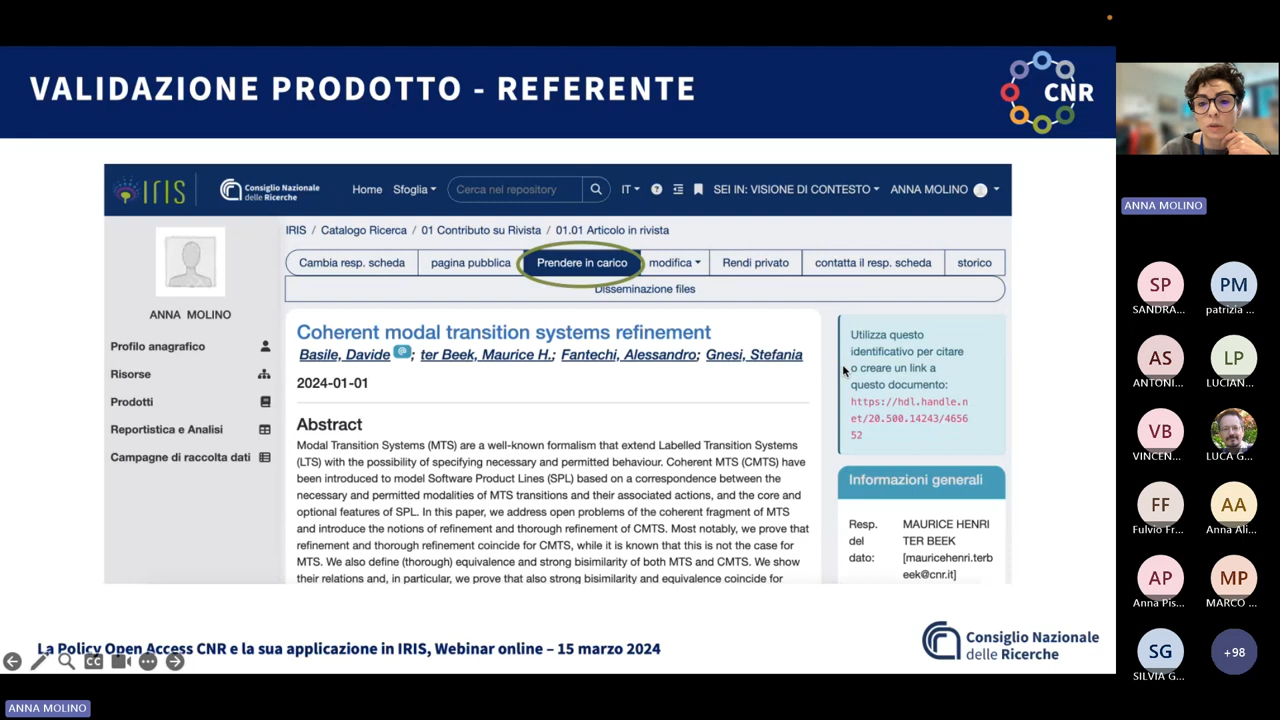 VALIDAZIONE PRODOTTO - REFERENTE
CNR
IRIS
Consiglio Nazionale
delle Ricerche
Home
Sfoglia
Cerca nel repository
IT
SEI IN: VISIONE DI CONTESTO
ANNA MOLINO
IRIS / Catalogo Ricerca / 01 Contributo su Rivista / 01.01 Articolo in rivista
Cambia resp. scheda
pagina pubblica
Prendere in carico
modifica
Rendi privato
contatta il resp. scheda
storico
Disseminazione files
ANNA MOLINO
Profilo anagrafico
Risorse
Prodotti
Reportistica e Analisi
Campagne di raccolta dati
Coherent modal transition systems refinement
Basile, Davide @; ter Beek, Maurice H.; Fantechi, Alessandro; Gnesi, Stefania
2024-01-01
Abstract
Modal Transition Systems (MTS) are a well-known formalism that extend Labelled Transition Systems
(LTS) with the possibility of specifying necessary and permitted behaviour. Coherent MTS (CMTS) have
been introduced to model Software Product Lines (SPL) based on a correspondence between the
necessary and permitted modalities of MTS transitions and their associated actions, and the core and
optional features of SPL. In this paper, we address open problems of the coherent fragment of MTS
and introduce the notions of refinement and thorough refinement of CMTS. Most notably, we prove that
refinement and thorough refinement coincide for CMTS, while it is known that this is not the case for
MTS. We also define (thorough) equivalence and strong bisimilarity of both MTS and CMTS. We show
their relations and, in particular, we prove that also strong bisimilarity and equivalence coincide for
Utilizza questo
identificativo per citare
o creare un link a
questo documento:
https://hdl.handle.n
et/20.500.14243/4656
52
Informazioni generali
Resp. MAURICE HENRI
del TER BEEK
dato: [mauricehenri.terb
eek@cnr.it]
La Policy Open Access CNR e la sua applicazione in IRIS, Webinar online – 15 marzo 2024
Consiglio Nazionale
delle Ricerche
CC
ANNA MOLINO
ANNA MOLINO
SP
SANDRA...
PM
patrizia ...
AS
ANTONI...
LP
LUCIAN...
VB
VINCEN...
LUCA G...
FF
Fulvio Fr...
AA
Anna Ali...
AP
Anna Pis...
MP
MARCO ...
SG
SILVIA G...
+98